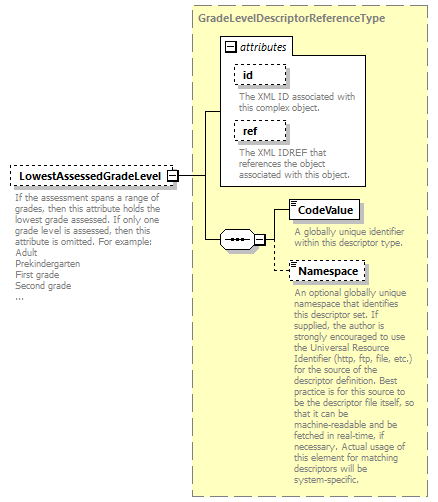 GradeLevelDescriptorReferenceType
attributes
id
The XML ID associated with
this complex object.
ref
The XML IDREF that
references the object
associated with this object.
LowestAssessedGradeLevel
If the assessment spans a range of
grades, then this attribute holds the
lowest grade assessed. If only one
grade level is assessed, then this
attribute is omitted. For example:
Adult
Prekindergarten
First grade
Second grade
...
CodeValue
A globally unique identifier
within this descriptor type.
Namespace
An optional globally unique
namespace that identifies
this descriptor set. If
supplied, the author is
strongly encouraged to use
the Universal Resource
Identifier (http, ftp, file, etc.)
for the source of the
descriptor definition. Best
practice is for this source to
be the descriptor file itself, so
that it can be
machine-readable and be
fetched in real-time, if
necessary. Actual usage of
this element for matching
descriptors will be
system-specific.